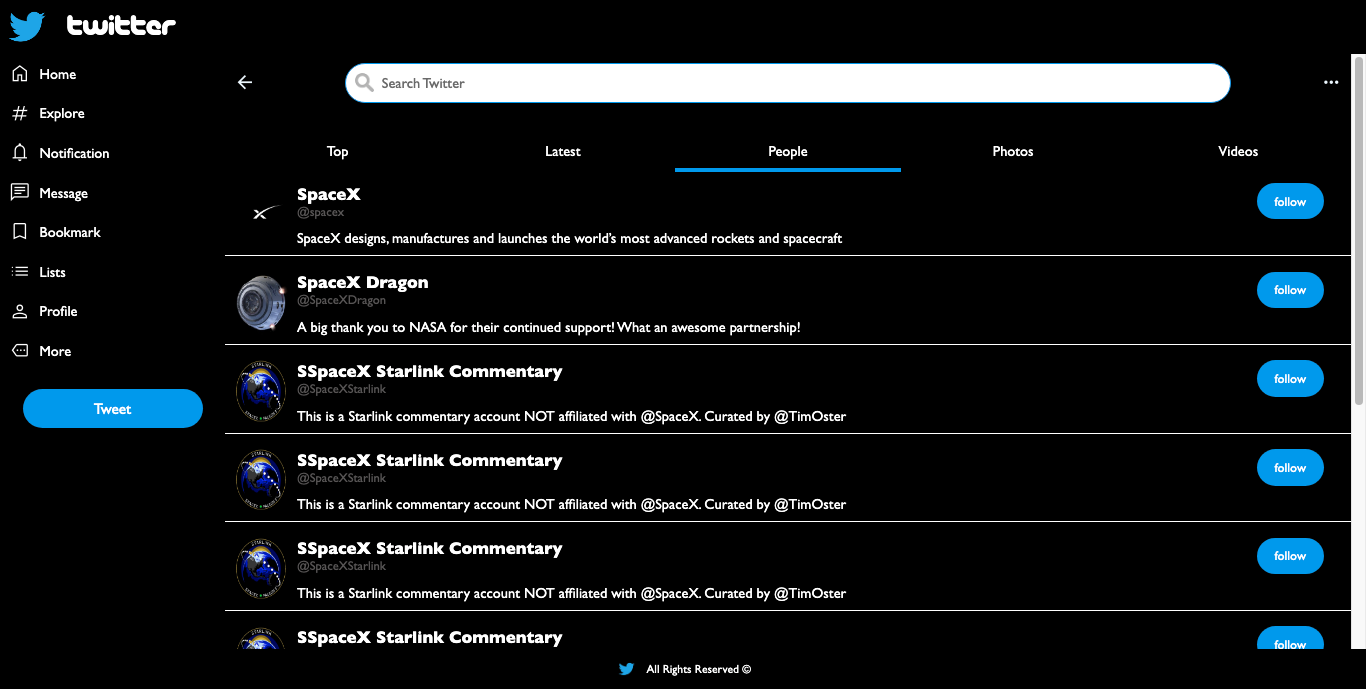 twitter
Home
Explore
Notification
Message
Bookmark
Lists
Profile
More
Tweet
Search Twitter
Top
Latest
People
Photos
Videos
SpaceX
@spacex
SpaceX designs, manufactures and launches the world's most advanced rockets and spacecraft
follow
SpaceX Dragon
@SpaceXDragon
A big thank you to NASA for their continued support! What an awesome partnership!
follow
STARLINK
SSpaceX Starlink Commentary
@SpaceXStarlink
This is a Starlink commentary account NOT affiliated with @SpaceX. Curated by @TimOster
follow
STARLINK
SSpaceX Starlink Commentary
@SpaceXStarlink
This is a Starlink commentary account NOT affiliated with @SpaceX. Curated by @TimOster
follow
STARLINK
SSpaceX Starlink Commentary
@SpaceXStarlink
This is a Starlink commentary account NOT affiliated with @SpaceX. Curated by @TimOster
follow
STARLINK
SSpaceX Starlink Commentary
follow
All Rights Reserved ©